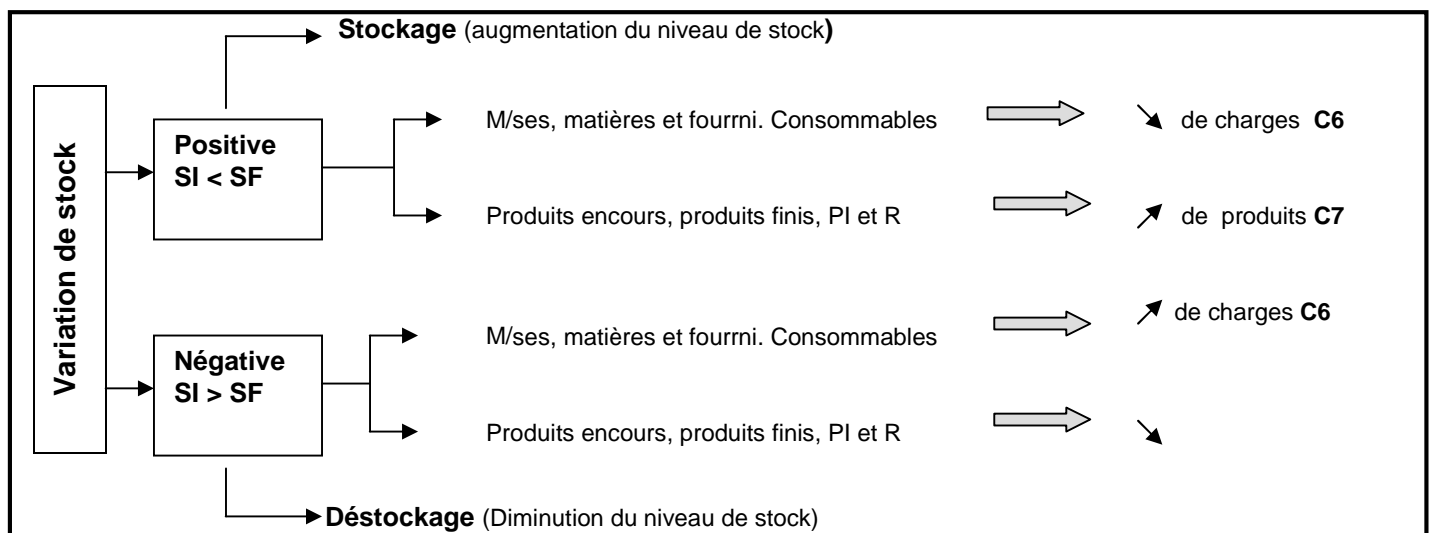 Stockage (augmentation du niveau de stock)
Variation de stock
Positive
SI < SF
M/ses, matières et fourrni. Consommables
de charges C6
Produits encours, produits finis, PI et R
de produits C7
Négative
SI > SF
M/ses, matières et fourrni. Consommables
de charges C6
Produits encours, produits finis, PI et R
Déstockage (Diminution du niveau de stock)